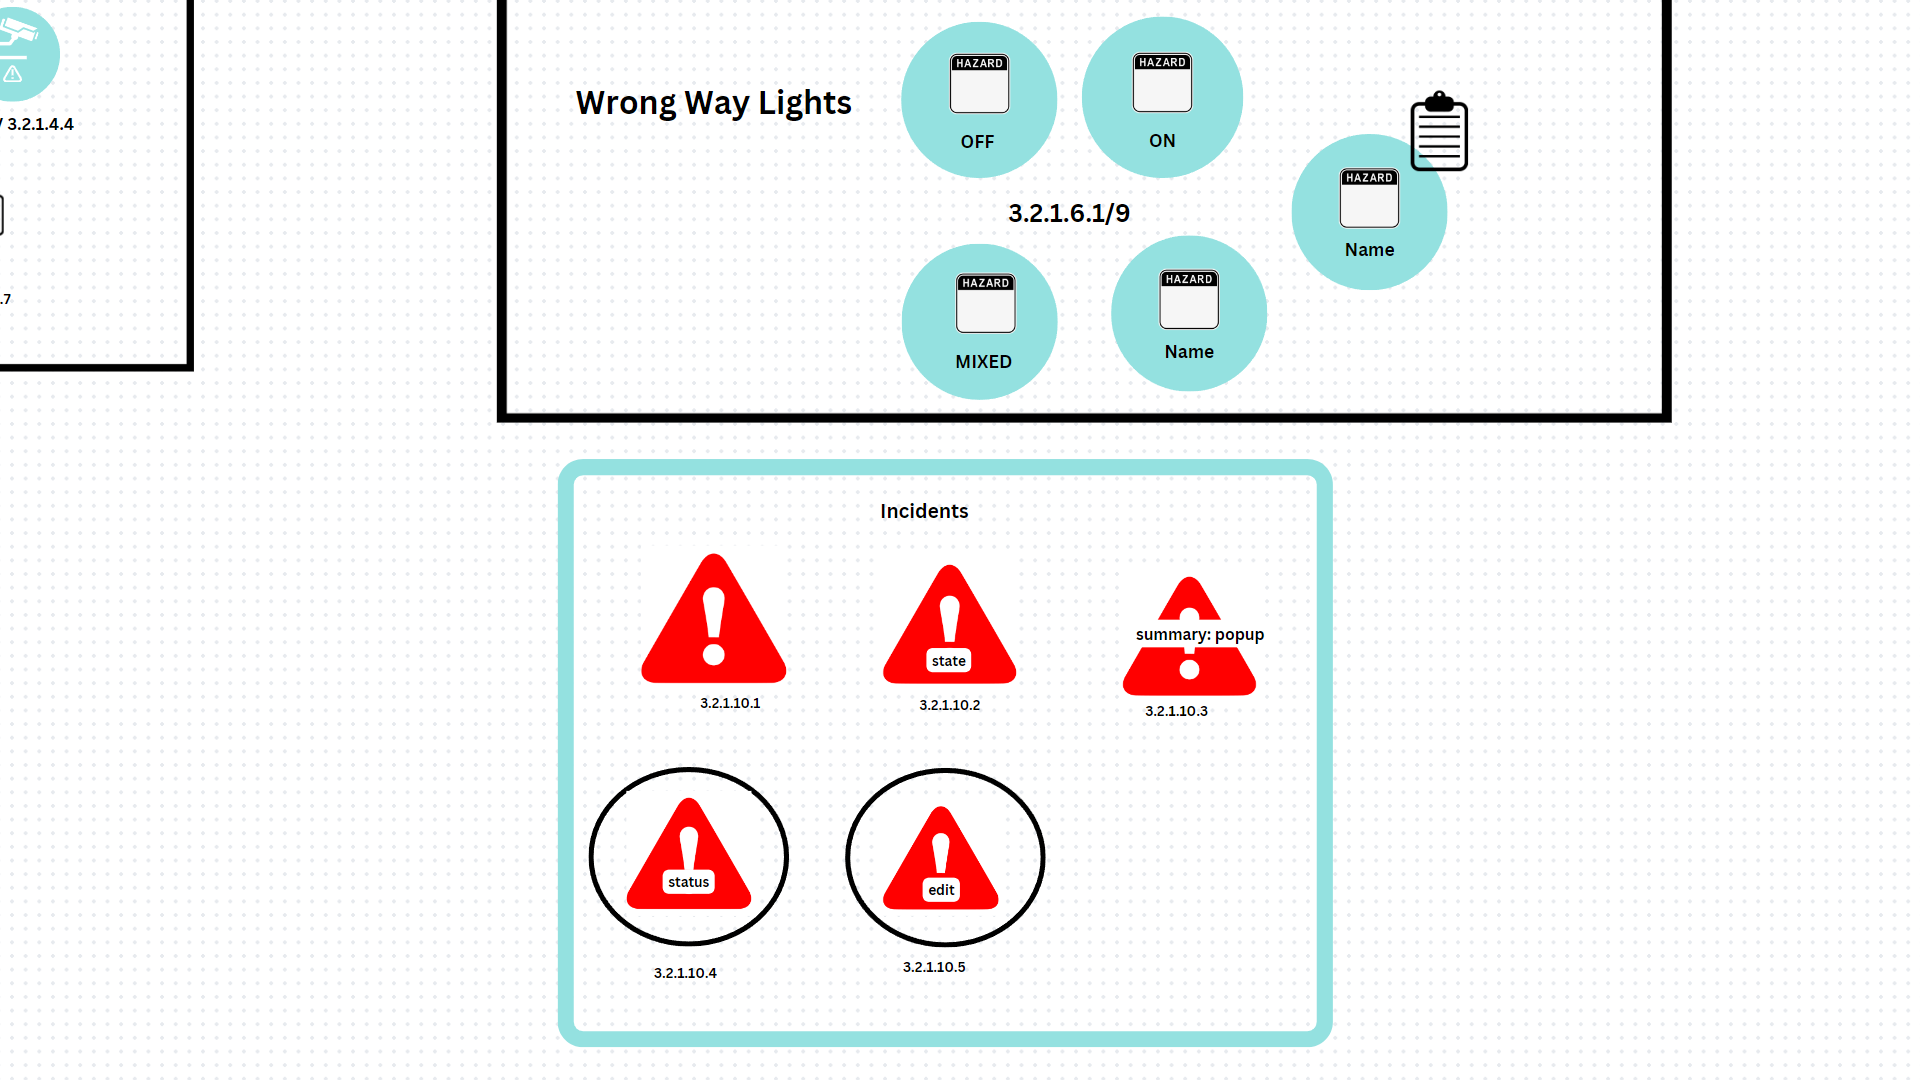 3.2.1.4.4
.7
Wrong Way Lights
HAZARD
OFF
HAZARD
ON
3.2.1.6.1/9
HAZARD
Name
HAZARD
MIXED
HAZARD
Name
Incidents
state
summary: popup
3.2.1.10.1
3.2.1.10.2
3.2.1.10.3
status
edit
3.2.1.10.4
3.2.1.10.5